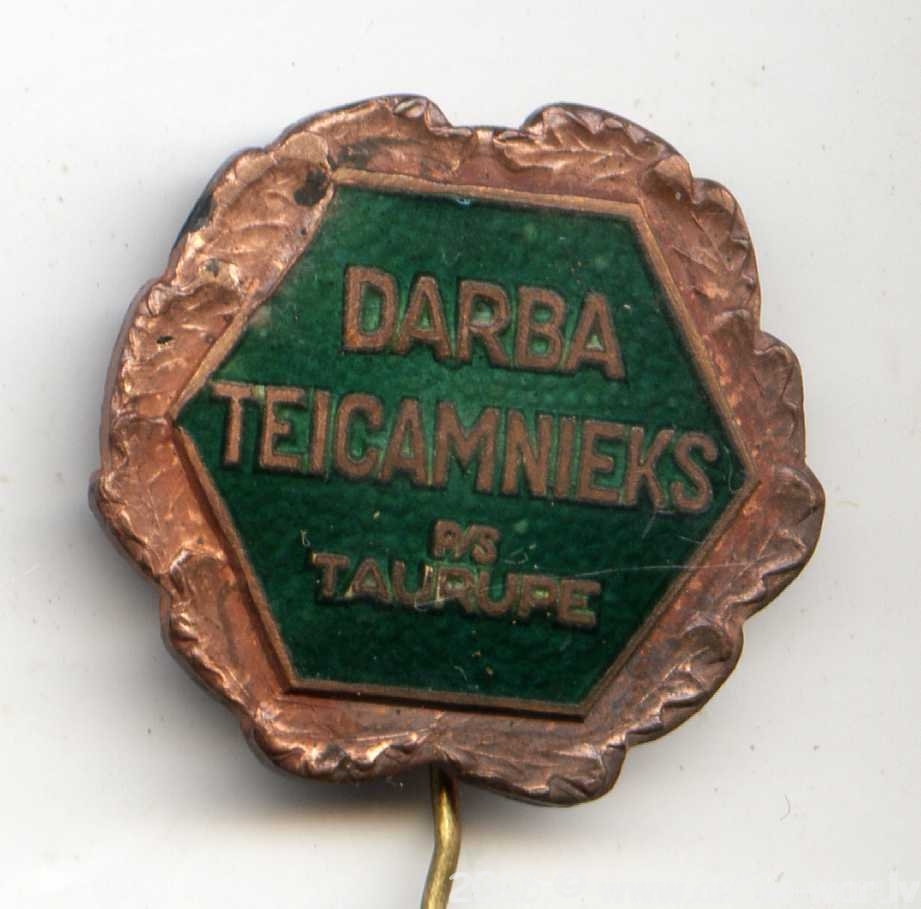 DARBA
TEICAMNIEKS
P/S
TAURUPE